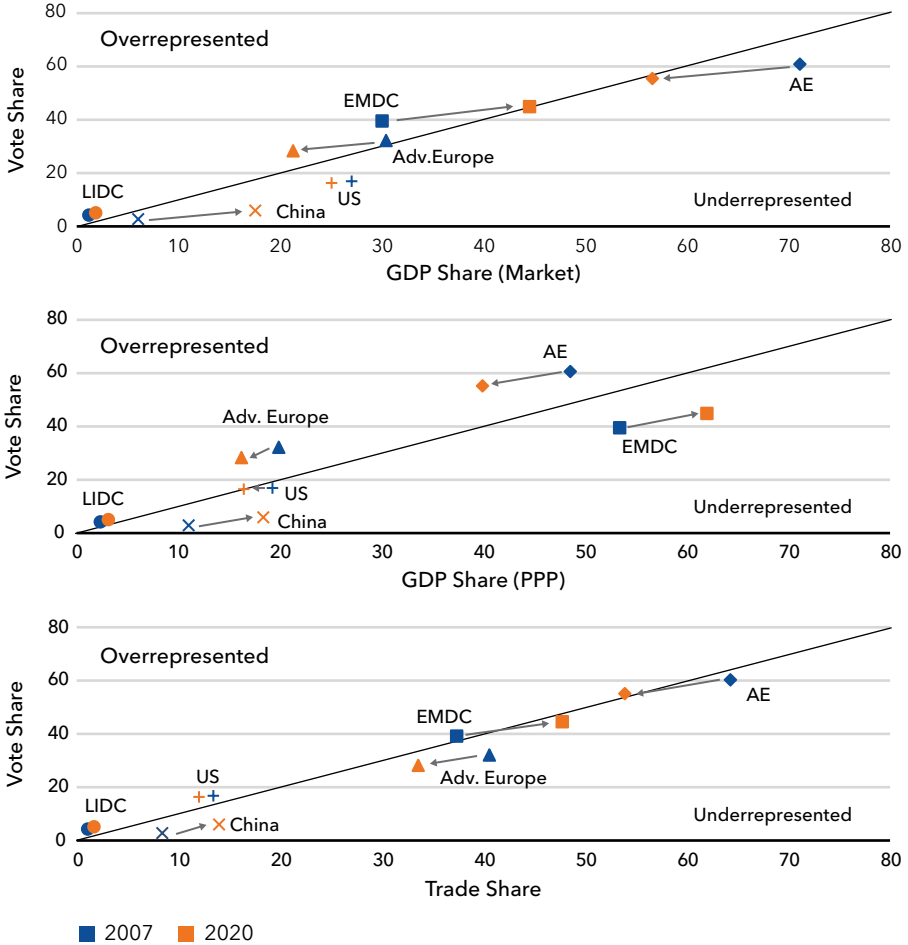 80
Overrepresented
60
AE
EMDC
40
Vote Share
Adv.Europe
20
LIDC
US
Underrepresented
China
0
0 10 20 30 40 50 60 70 80
GDP Share (Market)
80
Overrepresented
AE
60
Vote Share
Adv. Europe
40
EMDC
20
LIDC
US
Underrepresented
China
0
0 10 20 30 40 50 60 70 80
GDP Share (PPP)
80
Overrepresented
60
AE
EMDC
Vote Share
40
US
Adv. Europe
20
LIDC
China
Underrepresented
0
0 10 20 30 40 50 60 70 80
Trade Share
2007 2020